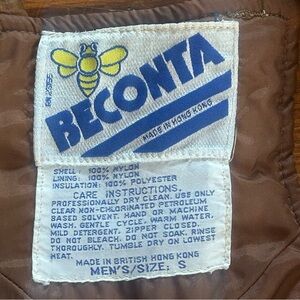 BECONTA
MADE IN HONG KONG
SHELL: 100% NYLON
LINING: 100% NYLON
INSULATION: 100% POLYESTER
CARE INSTRUCTIONS.
PROFESSIONALLY DRY CLEAN. USE ONLY
CLEAR NON-CHLORINATED PETROLEUM
BASED SOLVENT. HAND OR MACHINE
WASH. GENTLE CYCLE. WARM WATER.
MILD DETERGENT. ZIPPER CLOSED.
DO NOT BLEACH. DO NOT SOAK. RINSE
THOROUGHLY. TUMBLE DRY ON LOWEST
HEAT.
MADE IN BRITISH HONG KONG
MEN'S/SIZE: S